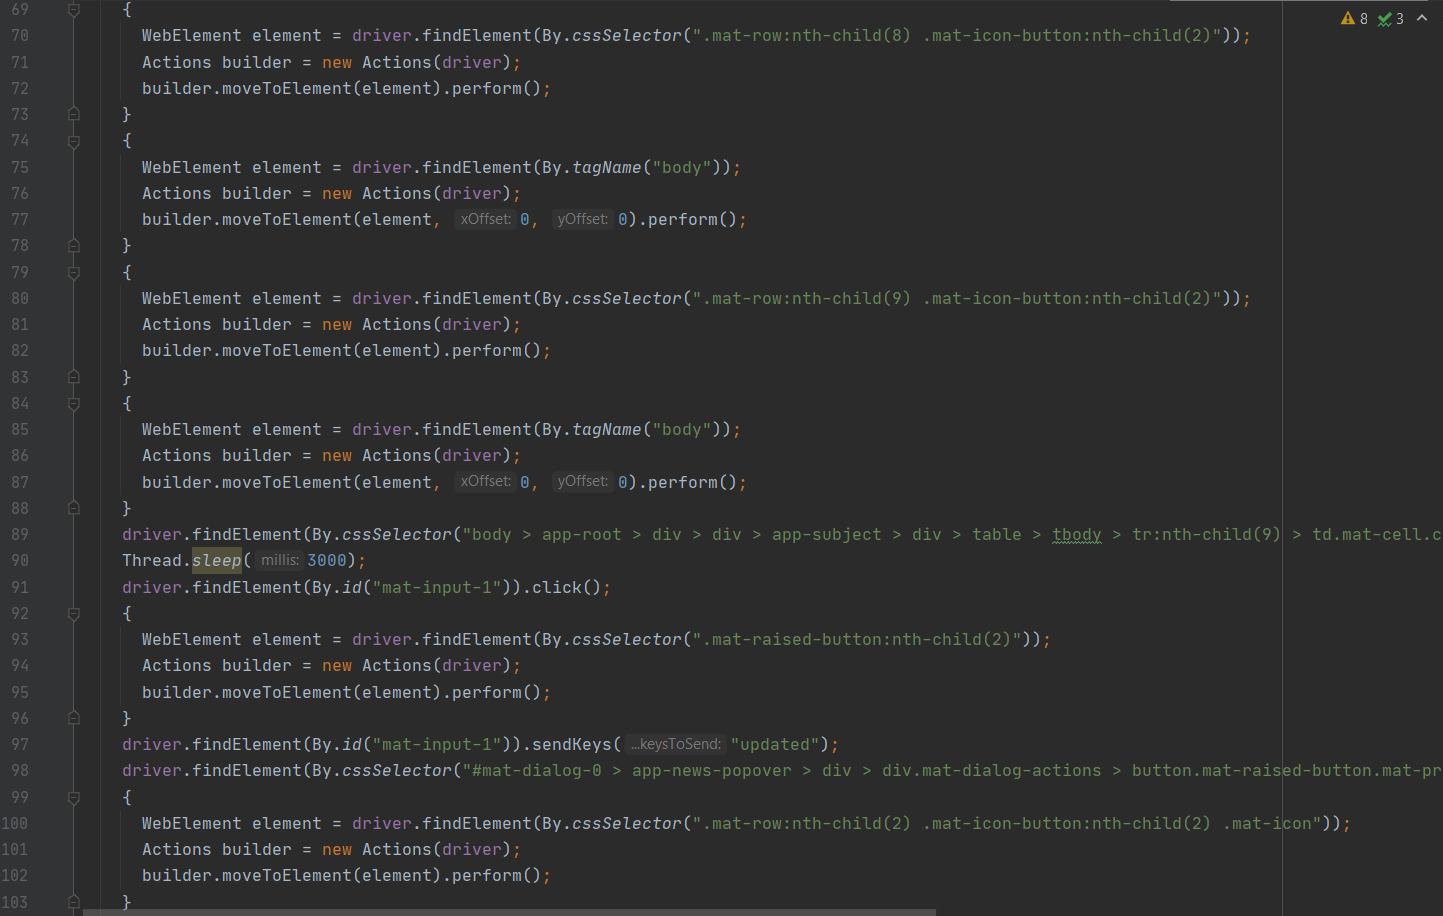 8 3
69 {
70 WebElement element = driver.findElement(By.cssSelector(".mat-row:nth-child(8) .mat-icon-button:nth-child(2)"));
71 Actions builder = new Actions(driver);
72 builder.moveToElement(element).perform();
73 }
74 {
75 WebElement element = driver.findElement(By.tagName("body"));
76 Actions builder = new Actions(driver);
77 builder.moveToElement(element, xOffset: 0, yOffset: 0).perform();
78 }
79 {
80 WebElement element = driver.findElement(By.cssSelector(".mat-row:nth-child(9) .mat-icon-button:nth-child(2)"));
81 Actions builder = new Actions(driver);
82 builder.moveToElement(element).perform();
83 }
84 {
85 WebElement element = driver.findElement(By.tagName("body"));
86 Actions builder = new Actions(driver);
87 builder.moveToElement(element, xOffset: 0, yOffset: 0).perform();
88 }
89 driver.findElement(By.cssSelector("body > app-root > div > div > app-subject > div > table > tbody > tr:nth-child(9) > td.mat-cell.c
90 Thread.sleep( millis: 3000);
91 driver.findElement(By.id("mat-input-1")).click();
92 {
93 WebElement element = driver.findElement(By.cssSelector(".mat-raised-button:nth-child(2)"));
94 Actions builder = new Actions(driver);
95 builder.moveToElement(element).perform();
96 }
97 driver.findElement(By.id("mat-input-1")).sendKeys( ...keysToSend: "updated");
98 driver.findElement(By.cssSelector("#mat-dialog-0 > app-news-popover > div > div.mat-dialog-actions > button.mat-raised-button.mat-pr
99 {
100 WebElement element = driver.findElement(By.cssSelector(".mat-row:nth-child(2) .mat-icon-button:nth-child(2) .mat-icon"));
101 Actions builder = new Actions(driver);
102 builder.moveToElement(element).perform();
103 }